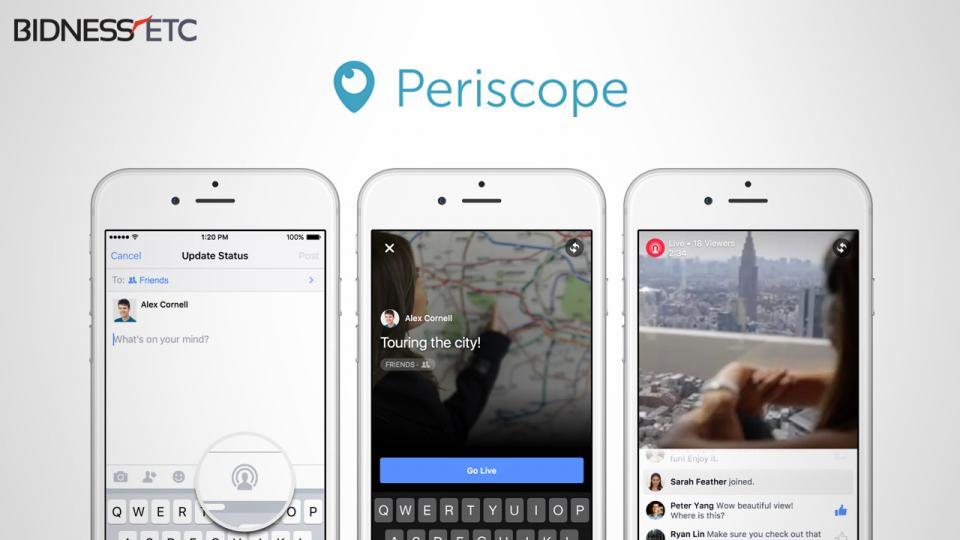 BIDNESS ETC
Periscope
1:20 PM
100%
Cancel
Update Status
Post
To:
Friends
Alex Cornell
What's on your mind?
Q W E R T
O P
Alex Cornell
Touring the city!
FRIENDS
Go Live
Q W E R T Y U I O P
Live • 18 Viewers
2:34
fun! Enjoy it.
Sarah Feather joined.
Peter Yang Wow beautiful view!
Where is this?
Ryan Lin Make sure you check out that